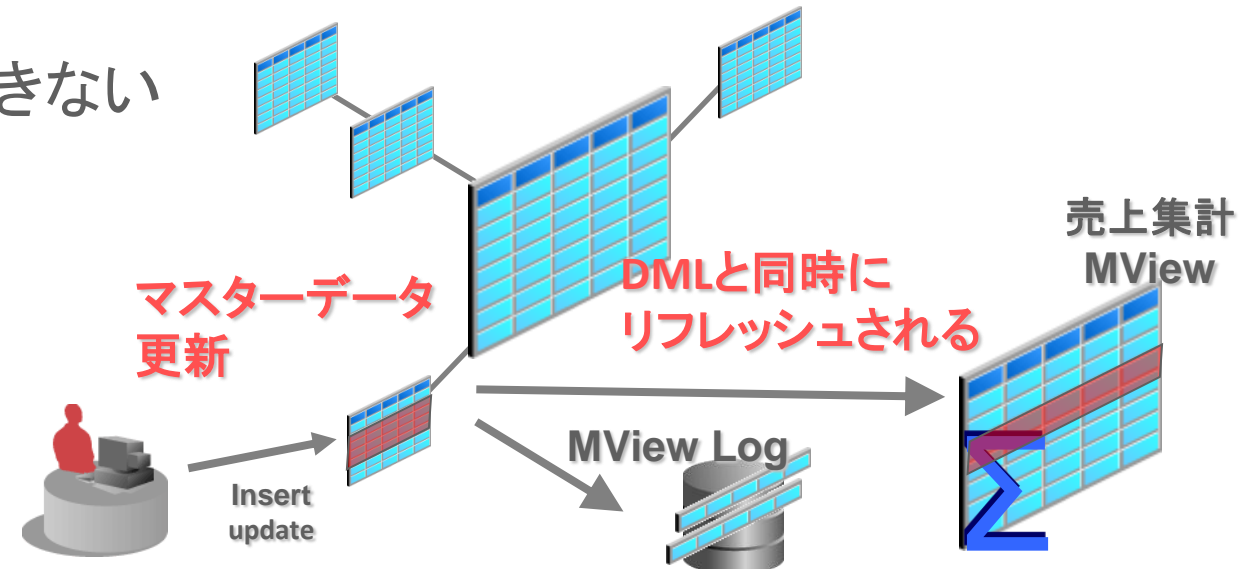 きない
売上集計
MView
DMLと同時に
リフレッシュされる
マスターデータ
更新
MView Log
Insert
update